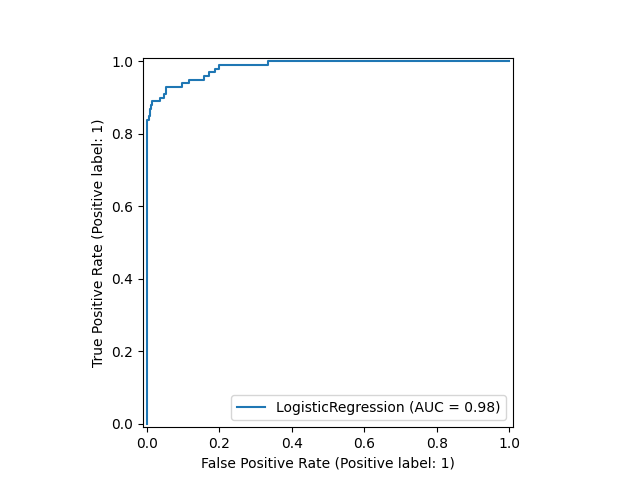 1.0
0.8
0.6
0.4
0.2
0.0
True Positive Rate (Positive label: 1)
LogisticRegression (AUC = 0.98)
0.0 0.2 0.4 0.6 0.8 1.0
False Positive Rate (Positive label: 1)